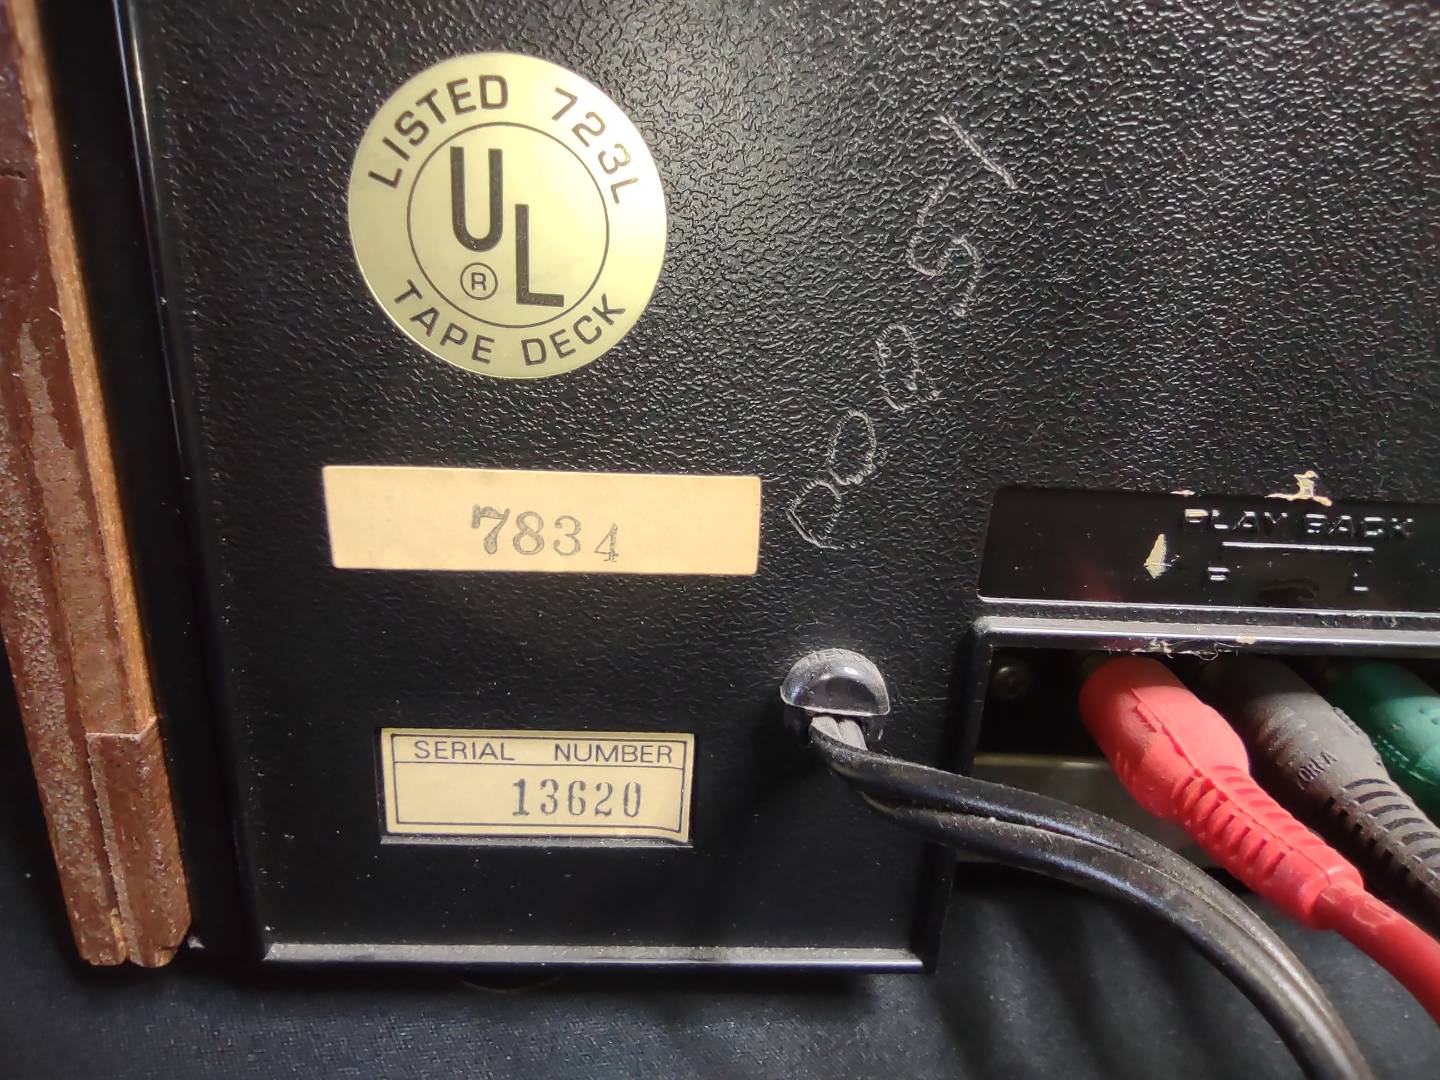 LISTED 723L
UL
®
TAPE DECK
7834
SERIAL NUMBER
13620
PLAY BACK
R L